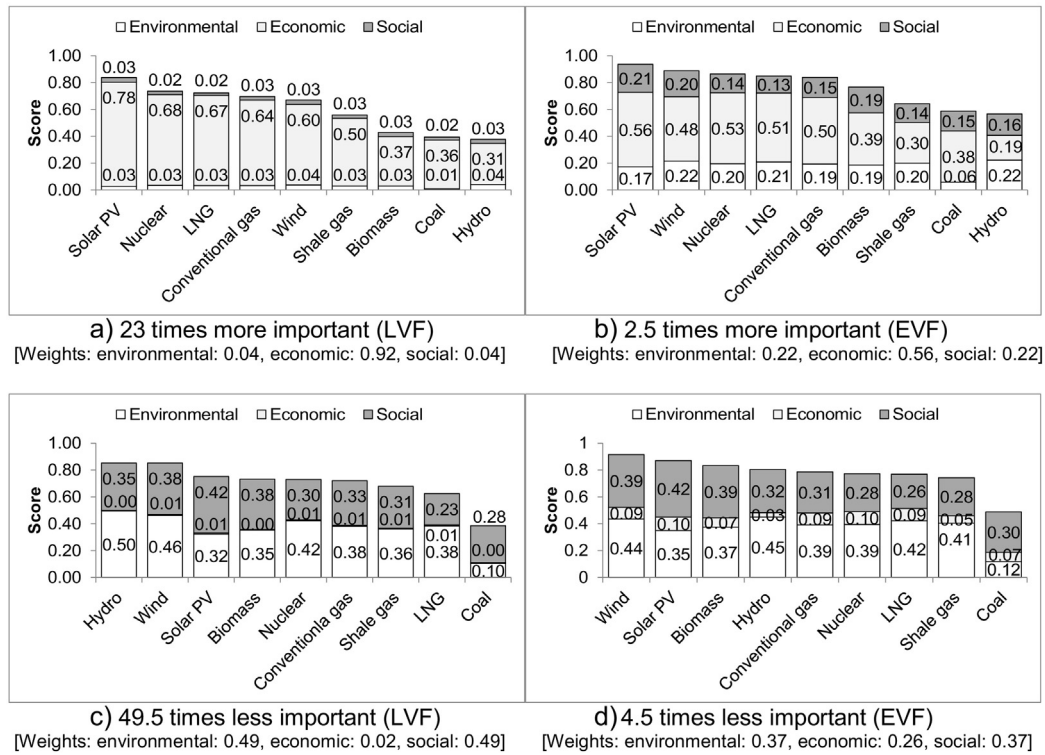 Environmental Economic Social
Score
1.00
0.80
0.60
0.40
0.20
0.00
0.03 0.02 0.02 0.03 0.03 0.03 0.03 0.02 0.03
0.78 0.68 0.67 0.64 0.60 0.50 0.37 0.36 0.31
0.03 0.03 0.03 0.03 0.04 0.03 0.03 0.01 0.04
Solar PV
Nuclear
LNG
Conventional gas
Wind
Shale gas
Biomass
Coal
Hydro
a) 23 times more important (LVF)
[Weights: environmental: 0.04, economic: 0.92, social: 0.04]
Environmental Economic Social
Score
1.00
0.80
0.60
0.40
0.20
0.00
0.21 0.20 0.14 0.13 0.15 0.19 0.14 0.15 0.16
0.56 0.48 0.53 0.51 0.50 0.39 0.30 0.38 0.19
0.17 0.22 0.20 0.21 0.19 0.19 0.20 0.06 0.22
Solar PV
Wind
Nuclear
LNG
Conventional gas
Biomass
Shale gas
Coal
Hydro
b) 2.5 times more important (EVF)
[Weights: environmental: 0.22, economic: 0.56, social: 0.22]
Environmental Economic Social
Score
1.00
0.80
0.60
0.40
0.20
0.00
0.35 0.38 0.42 0.38 0.30 0.33 0.31 0.23 0.28
0.00 0.01 0.01 0.00 0.01 0.01 0.01 0.01 0.00
0.50 0.46 0.32 0.35 0.42 0.38 0.36 0.38 0.10
Hydro
Wind
Solar PV
Biomass
Nuclear
Conventionla gas
Shale gas
LNG
Coal
c) 49.5 times less important (LVF)
[Weights: environmental: 0.49, economic: 0.02, social: 0.49]
Environmental Economic Social
Score
1
0.8
0.6
0.4
0.2
0
0.39 0.42 0.39 0.32 0.31 0.28 0.26 0.28 0.30
0.09 0.10 0.07 0.03 0.09 0.10 0.09 0.05 0.07
0.44 0.35 0.37 0.45 0.39 0.39 0.42 0.41 0.12
Wind
Solar PV
Biomass
Hydro
Conventional gas
Nuclear
LNG
Shale gas
Coal
d) 4.5 times less important (EVF)
[Weights: environmental: 0.37, economic: 0.26, social: 0.37]